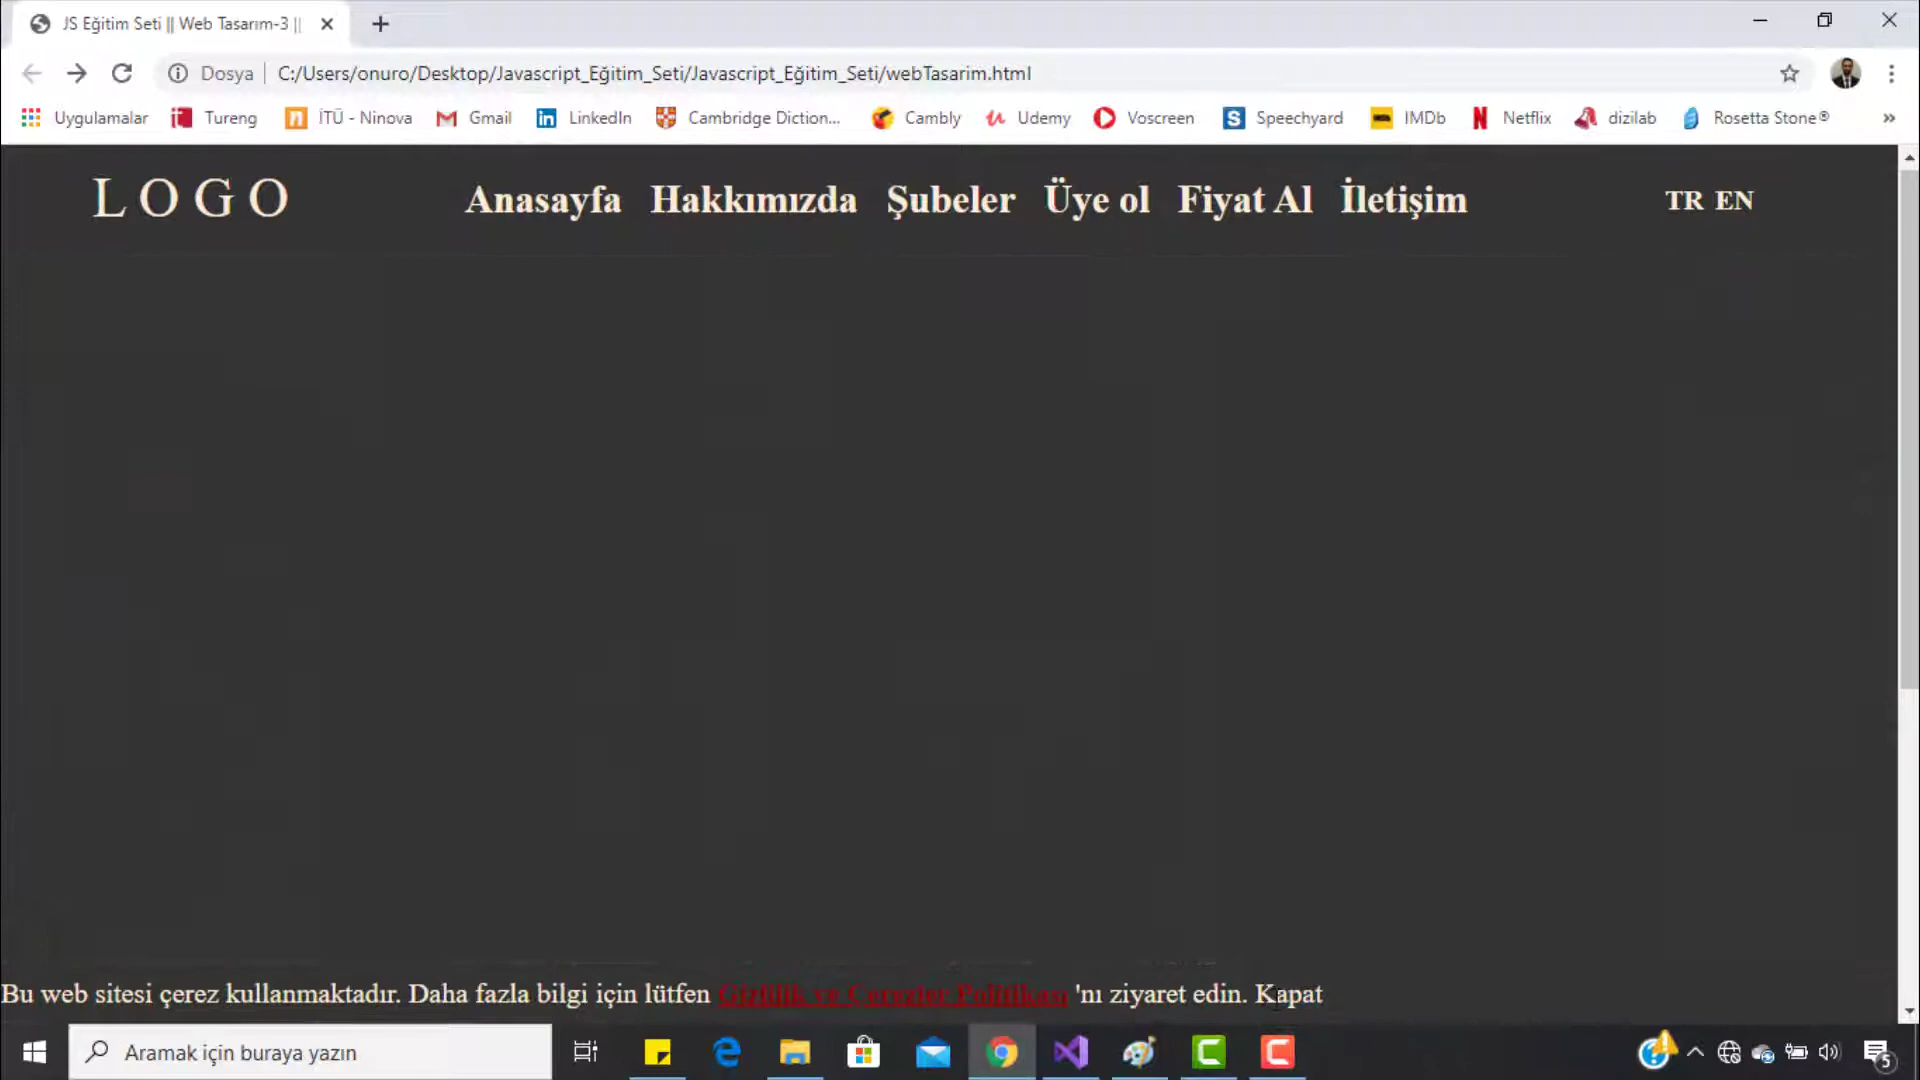 JS Eğitim Seti || Web Tasarım-3 ||
Dosya C:/Users/onuro/Desktop/Javascript_Eğitim_Seti/Javascript_Eğitim_Seti/webTasarim.html
Uygulamalar Tureng İTÜ - Ninova Gmail LinkedIn Cambridge Diction... Cambly Udemy Voscreen Speechyard IMDb Netflix dizilab Rosetta Stone® »
LOGO Anasayfa Hakkımızda Şubeler Üye ol Fiyat Al İletişim TR EN
Bu web sitesi çerez kullanmaktadır. Daha fazla bilgi için lütfen Gizlilik ve Çerezler Politikası 'nı ziyaret edin. Kapat
Aramak için buraya yazın 5